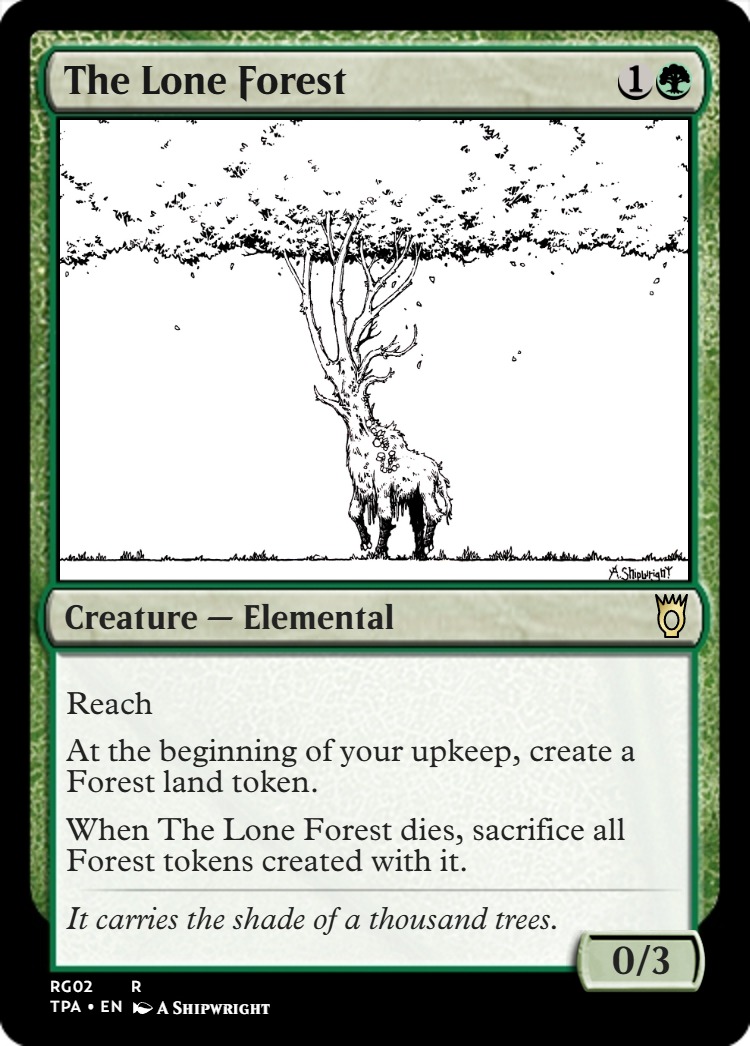 The Lone Forest 1
A.Shipwright
Creature — Elemental
Reach
At the beginning of your upkeep, create a
Forest land token.
When The Lone Forest dies, sacrifice all
Forest tokens created with it.
It carries the shade of a thousand trees.
0/3
RG02 R
TPA • EN A Shipwright